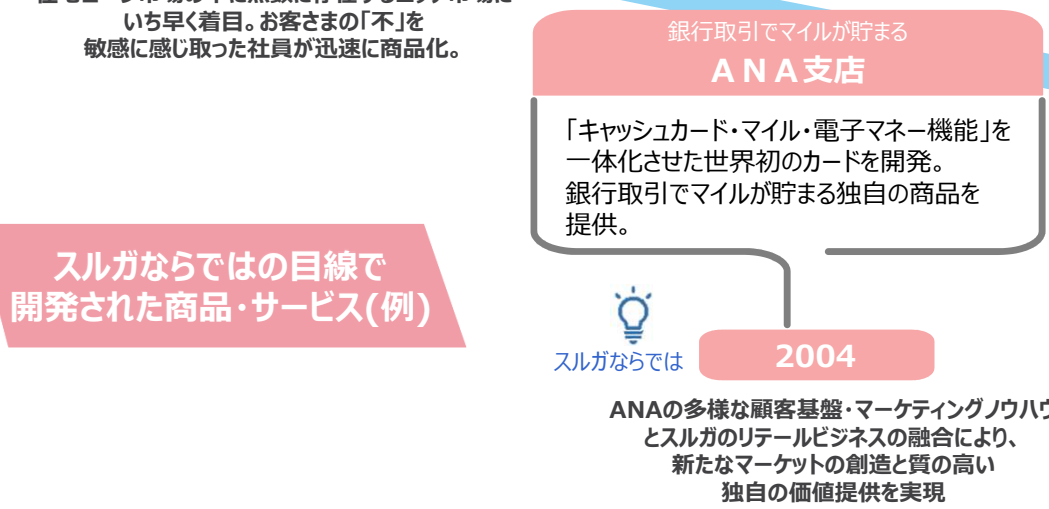 いち早く着目。お客さまの「不」を
敏感に感じ取った社員が迅速に商品化。
銀行取引でマイルが貯まる
ANA支店
「キャッシュカード・マイル・電子マネー機能」を
一体化させた世界初のカードを開発。
銀行取引でマイルが貯まる独自の商品を
提供。
スルガならではの目線で
開発された商品・サービス(例)
スルガならでは
2004
ANAの多様な顧客基盤・マーケティングノウハウ
とスルガのリテールビジネスの融合により、
新たなマーケットの創造と質の高い
独自の価値提供を実現